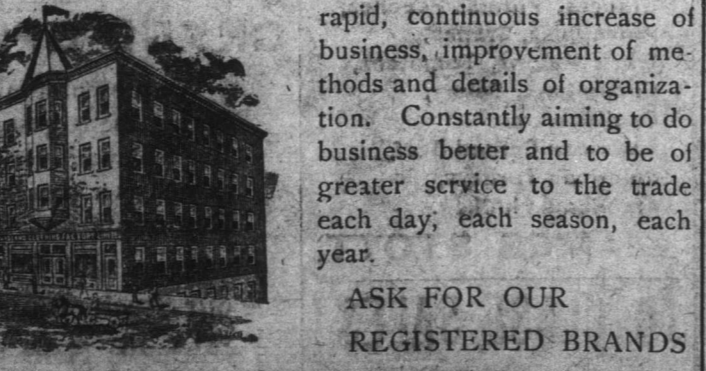 rapid, continuous increase of
business, improvement of me-
thods and details of organiza-
tion. Constantly aiming to do
business better and to be of
greater service to the trade
each day, each season, each
year.
ASK FOR OUR
REGISTERED BRANDS